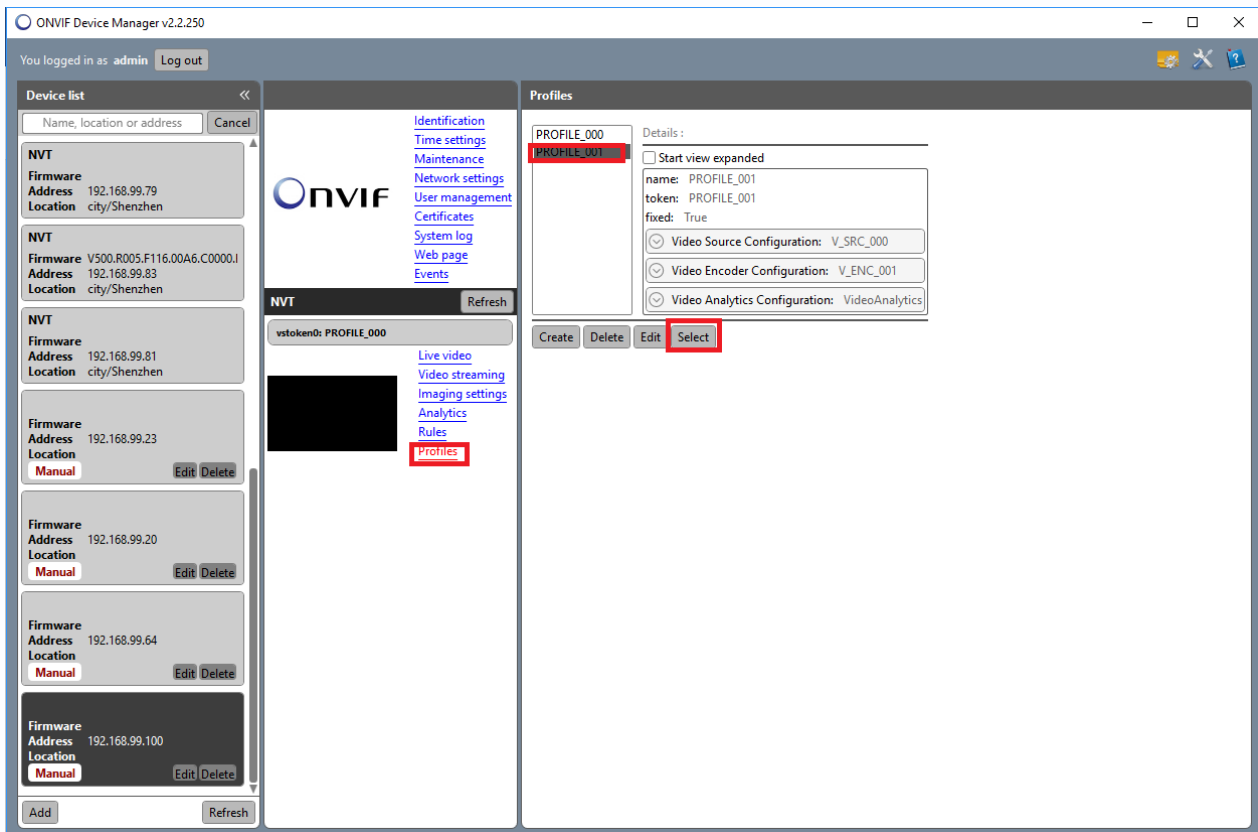 ONVIF Device Manager v2.2.250
You logged in as admin Log out
Device list «
Name, location or address Cancel
NVT
Firmware
Address 192.168.99.79
Location city/Shenzhen
NVT
Firmware V500.R005.F116.00A6.C0000.
Address 192.168.99.83
Location city/Shenzhen
NVT
Firmware
Address 192.168.99.81
Location city/Shenzhen
Firmware
Address 192.168.99.23
Location
Manual Edit Delete
Firmware
Address 192.168.99.20
Location
Manual Edit Delete
Firmware
Address 192.168.99.64
Location
Manual Edit Delete
Firmware
Address 192.168.99.100
Location
Manual Edit Delete
Add Refresh
ONVIF
Identification
Time settings
Maintenance
Network settings
User management
Certificates
System log
Web page
Events
NVT Refresh
vstoken0: PROFILE_000
Live video
Video streaming
Imaging settings
Analytics
Rules
Profiles
Profiles
PROFILE_000
PROFILE_001
Details :
Start view expanded
name: PROFILE_001
token: PROFILE_001
fixed: True
Video Source Configuration: V_SRC_000
Video Encoder Configuration: V_ENC_001
Video Analytics Configuration: VideoAnalytics
Create Delete Edit Select